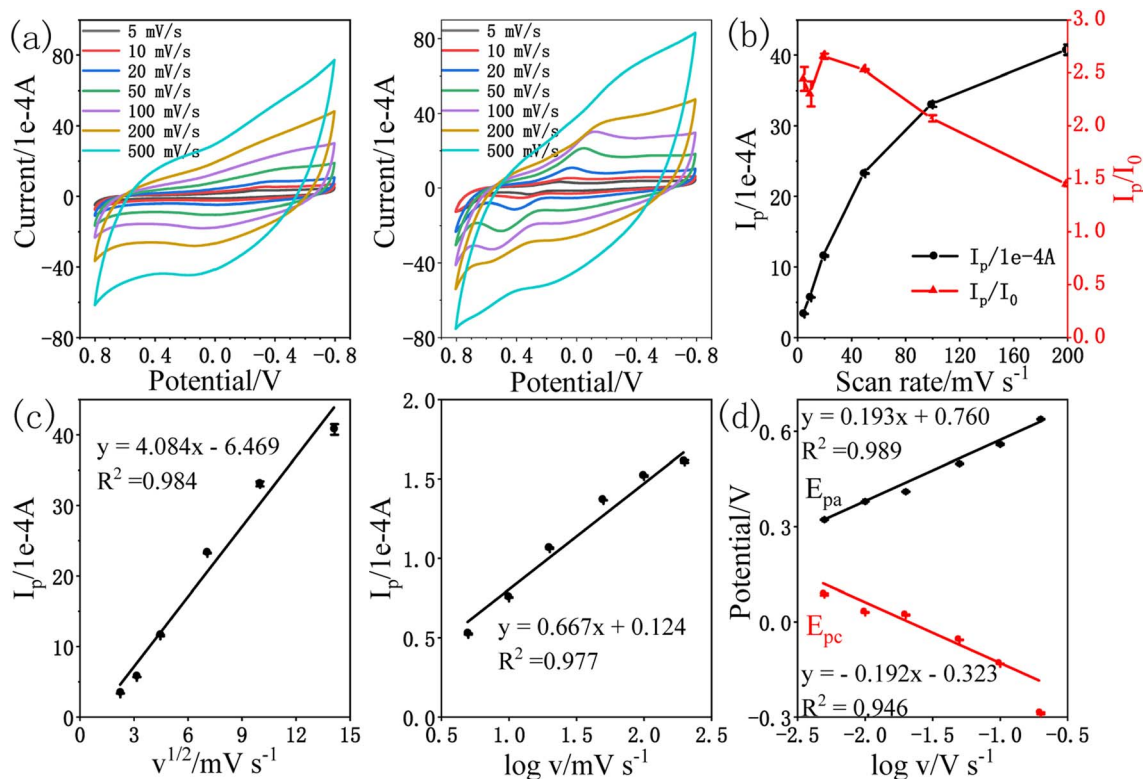 (a)
5 mV/s
10 mV/s
20 mV/s
50 mV/s
100 mV/s
200 mV/s
500 mV/s
Current/1e-4A
80
40
0
-40
-80
0.8 0.4 0.0 -0.4 -0.8
Potential/V
5 mV/s
10 mV/s
20 mV/s
50 mV/s
100 mV/s
200 mV/s
500 mV/s
Current/1e-4A
80
40
0
-40
-80
0.8 0.4 0.0 -0.4 -0.8
Potential/V
(b)
I_p/1e-4A
40
30
20
10
0
0 40 80 120 160 200
Scan rate/mV s⁻¹
I_p/1e-4A
I_p/I_0
3.0
2.5
2.0
1.5
1.0
0.5
0.0
I_p/I_0
(c)
y = 4.084x - 6.469
R² =0.984
I_p/1e-4A
40
30
20
10
0
0 3 6 9 12 15
v^1/2/mV s⁻¹
I_p/1e-4A
2.0
1.5
1.0
0.5
0.0
y = 0.667x + 0.124
R² =0.977
0.5 1.0 1.5 2.0 2.5
log v/mV s⁻¹
(d)
y = 0.193x + 0.760
R² =0.989
E_pa
Potential/V
0.6
0.3
0.0
-0.3
E_pc
y = - 0.192x - 0.323
R² =0.946
-2.5 -2.0 -1.5 -1.0 -0.5
log v/V s⁻¹